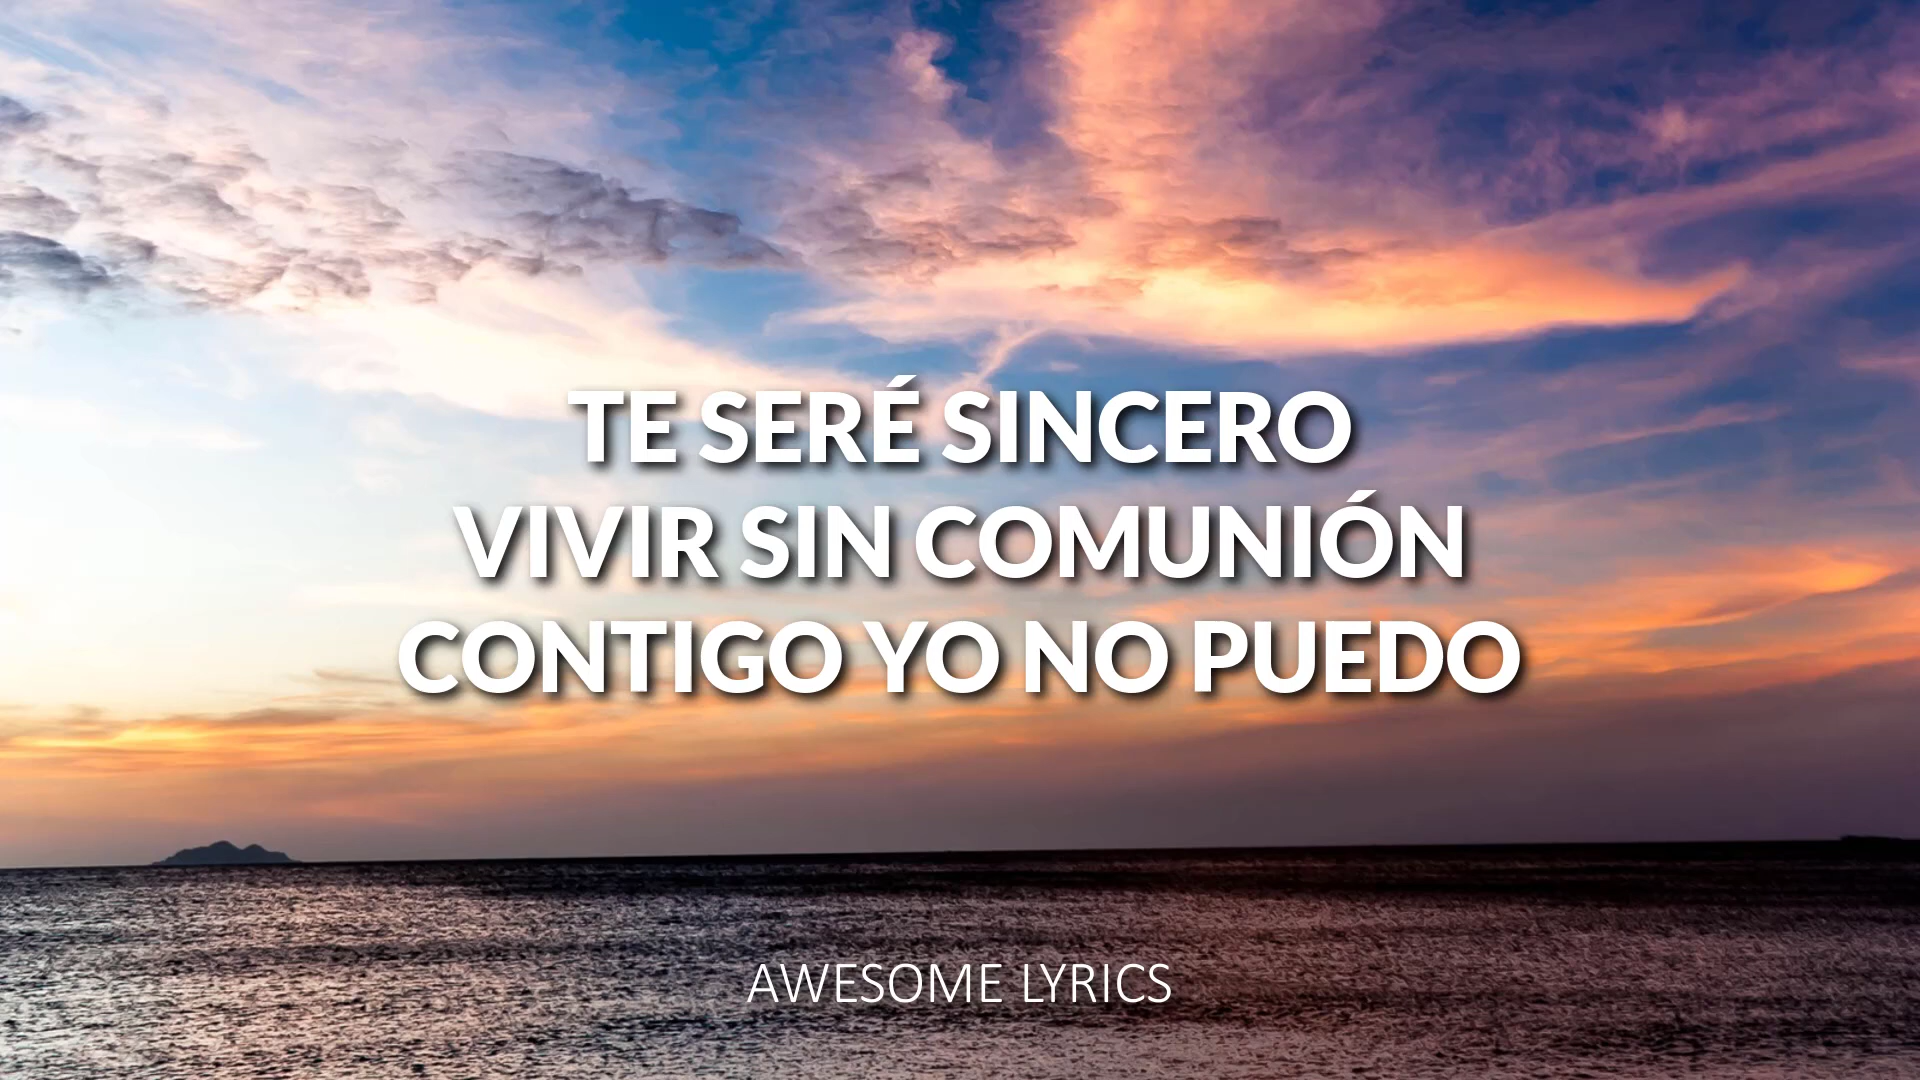 TE SERÉ SINCERO
VIVIR SIN COMUNIÓN
CONTIGO YO NO PUEDO
AWESOME LYRICS